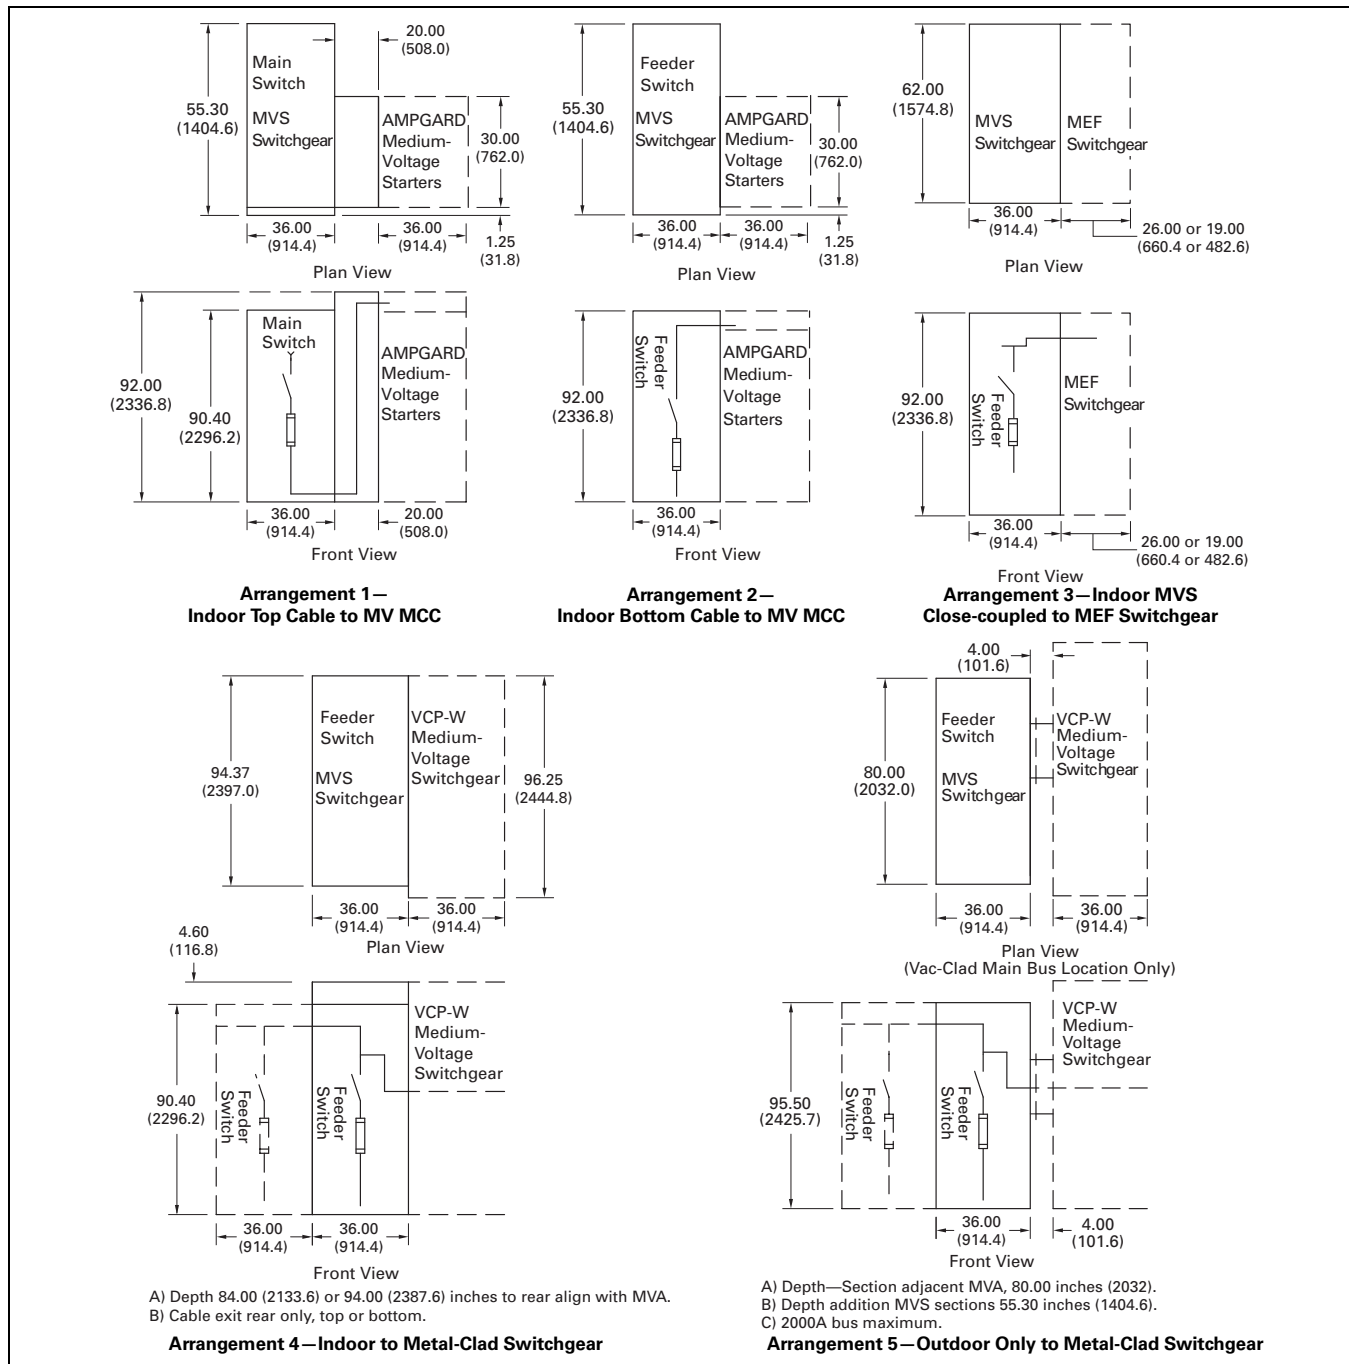 20.00
(508.0)
Main
Switch
MVS
Switchgear
55.30
(1404.6)
AMPGARD
Medium-
Voltage
Starters
30.00
(762.0)
36.00
(914.4)
36.00
(914.4)
1.25
(31.8)
Plan View
92.00
(2336.8)
90.40
(2296.2)
Main
Switch
AMPGARD
Medium-
Voltage
Starters
36.00
(914.4)
20.00
(508.0)
Front View
Arrangement 1—
Indoor Top Cable to MV MCC
Feeder
Switch
MVS
Switchgear
55.30
(1404.6)
AMPGARD
Medium-
Voltage
Starters
30.00
(762.0)
36.00
(914.4)
36.00
(914.4)
1.25
(31.8)
Plan View
92.00
(2336.8)
Feeder
Switch
AMPGARD
Medium-
Voltage
Starters
36.00
(914.4)
Front View
Arrangement 2—
Indoor Bottom Cable to MV MCC
62.00
(1574.8)
MVS
Switchgear
MEF
Switchgear
36.00
(914.4)
26.00 or 19.00
(660.4 or 482.6)
Plan View
92.00
(2336.8)
Feeder
Switch
MEF
Switchgear
36.00
(914.4)
26.00 or 19.00
(660.4 or 482.6)
Front View
Arrangement 3—Indoor MVS
Close-coupled to MEF Switchgear
94.37
(2397.0)
Feeder
Switch
MVS
Switchgear
VCP-W
Medium-
Voltage
Switchgear
96.25
(2444.8)
36.00
(914.4)
36.00
(914.4)
Plan View
4.60
(116.8)
90.40
(2296.2)
Feeder
Switch
Feeder
Switch
VCP-W
Medium-
Voltage
Switchgear
36.00
(914.4)
36.00
(914.4)
Front View
A) Depth 84.00 (2133.6) or 94.00 (2387.6) inches to rear align with MVA.
B) Cable exit rear only, top or bottom.
Arrangement 4—Indoor to Metal-Clad Switchgear
4.00
(101.6)
80.00
(2032.0)
Feeder
Switch
MVS
Switchgear
VCP-W
Medium-
Voltage
Switchgear
36.00
(914.4)
36.00
(914.4)
Plan View
(Vac-Clad Main Bus Location Only)
95.50
(2425.7)
Feeder
Switch
Feeder
Switch
VCP-W
Medium-
Voltage
Switchgear
36.00
(914.4)
4.00
(101.6)
Front View
A) Depth—Section adjacent MVA, 80.00 inches (2032).
B) Depth addition MVS sections 55.30 inches (1404.6).
C) 2000A bus maximum.
Arrangement 5—Outdoor Only to Metal-Clad Switchgear